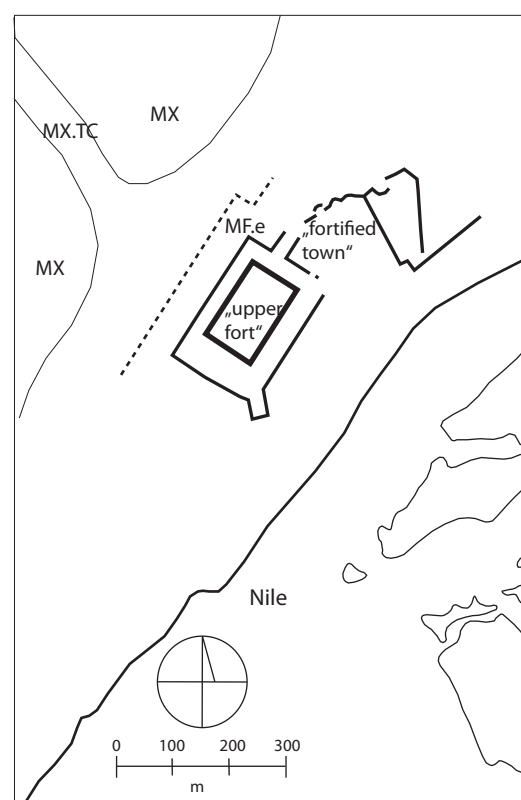 MX
MX.TC
MF.e
„fortified
town“
MX
„upper
fort“
Nile
0 100 200 300
m